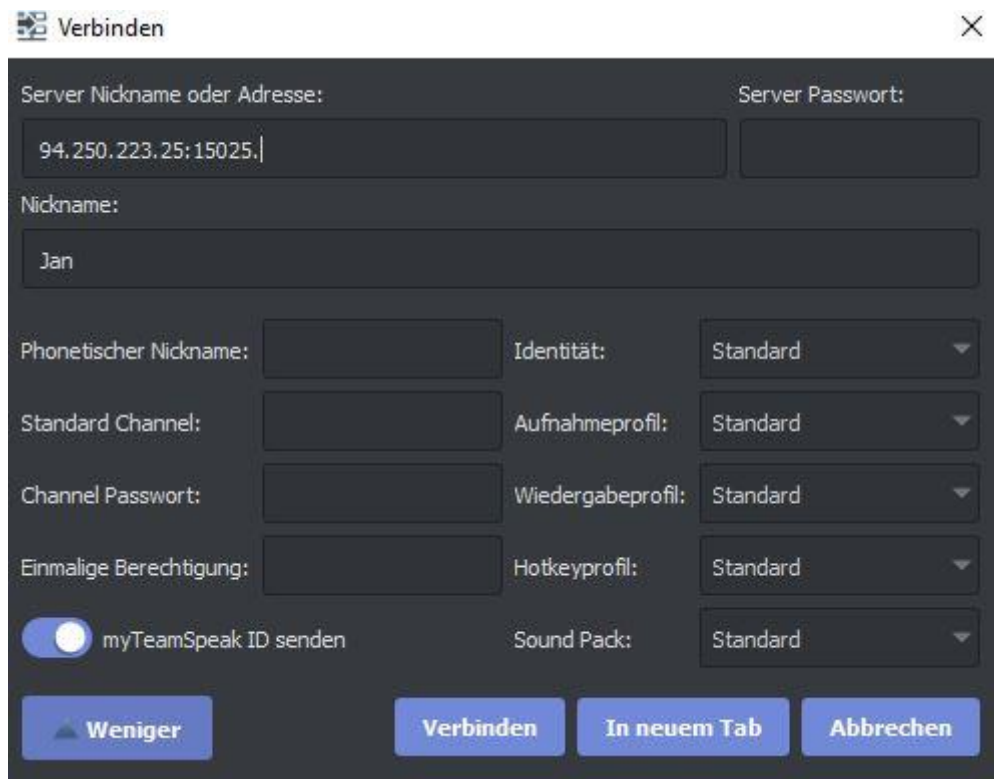 Verbinden
Server Nickname oder Adresse: Server Passwort:
94.250.223.25:15025.
Nickname:
Jan
Phonetischer Nickname: Identität: Standard
Standard Channel: Aufnahmeprofil: Standard
Channel Passwort: Wiedergabeprofil: Standard
Einmalige Berechtigung: Hotkeyprofil: Standard
myTeamSpeak ID senden Sound Pack: Standard
Weniger Verbinden In neuem Tab Abbrechen